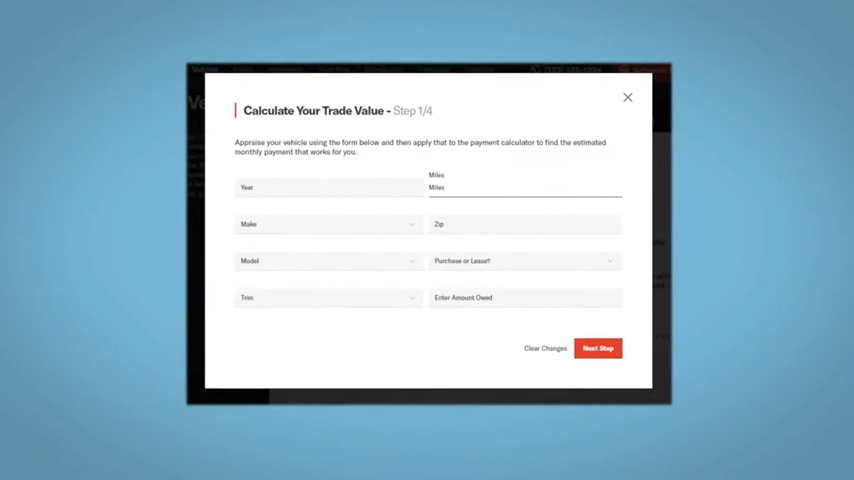 Calculate Your Trade Value - Step 1/4
Appraise your vehicle using the form below and then apply that to the payment calculator to find the estimated
monthly payment that works for you.
Miles
Year
Miles
Make
Zip
Model
Purchase or Lease?
Trim
Enter Amount Owed
Clear Changes
Next Step